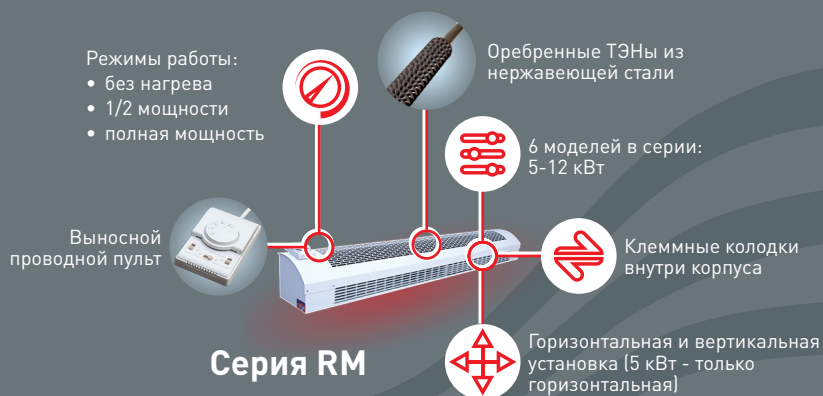 Режимы работы:
• без нагрева
• 1/2 мощности
• полная мощность
Оребренные ТЭНы из
нержавеющей стали
6 моделей в серии:
5-12 кВт
Выносной
проводной пульт
Клеммные колодки
внутри корпуса
Горизонтальная и вертикальная
установка (5 кВт - только
горизонтальная)
Серия RM